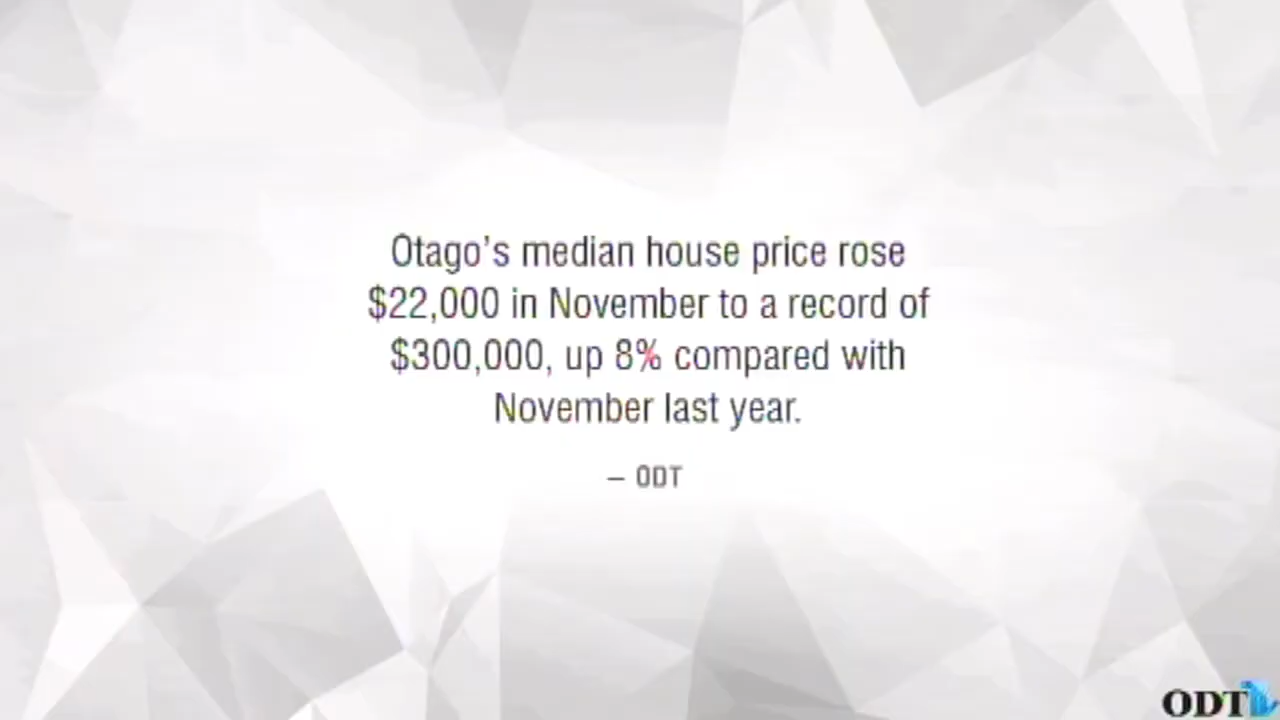 Otago's median house price rose
$22,000 in November to a record of
$300,000, up 8% compared with
November last year.
– ODT
ODT